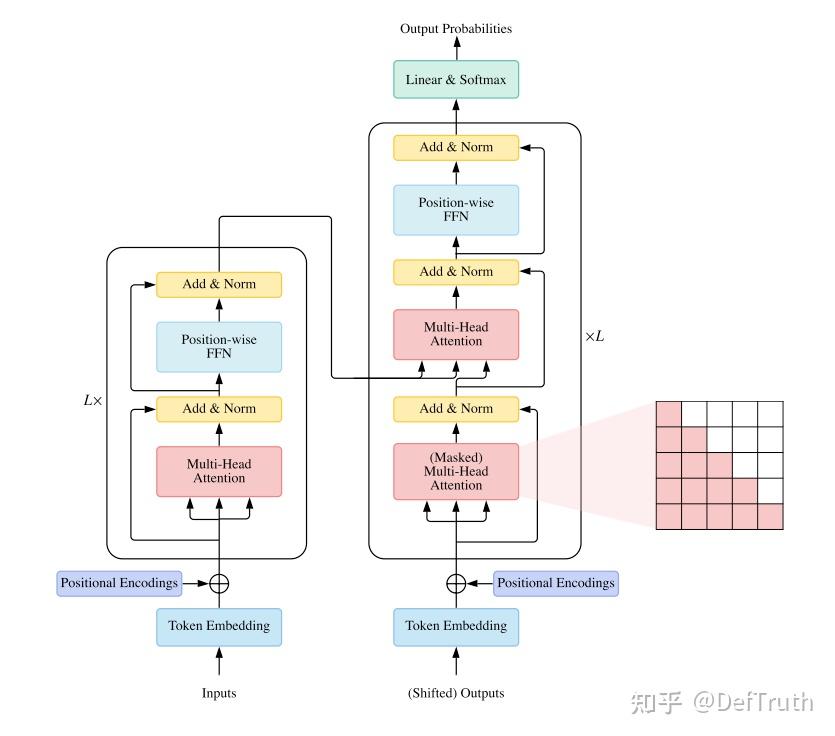 Output Probabilities
Linear & Softmax
Add & Norm
Position-wise
FFN
Add & Norm
Multi-Head
Attention
×L
Add & Norm
(Masked)
Multi-Head
Attention
Positional Encodings
Token Embedding
(Shifted) Outputs
Add & Norm
Position-wise
FFN
L×
Add & Norm
Multi-Head
Attention
Positional Encodings
Token Embedding
Inputs
知乎 @DefTruth